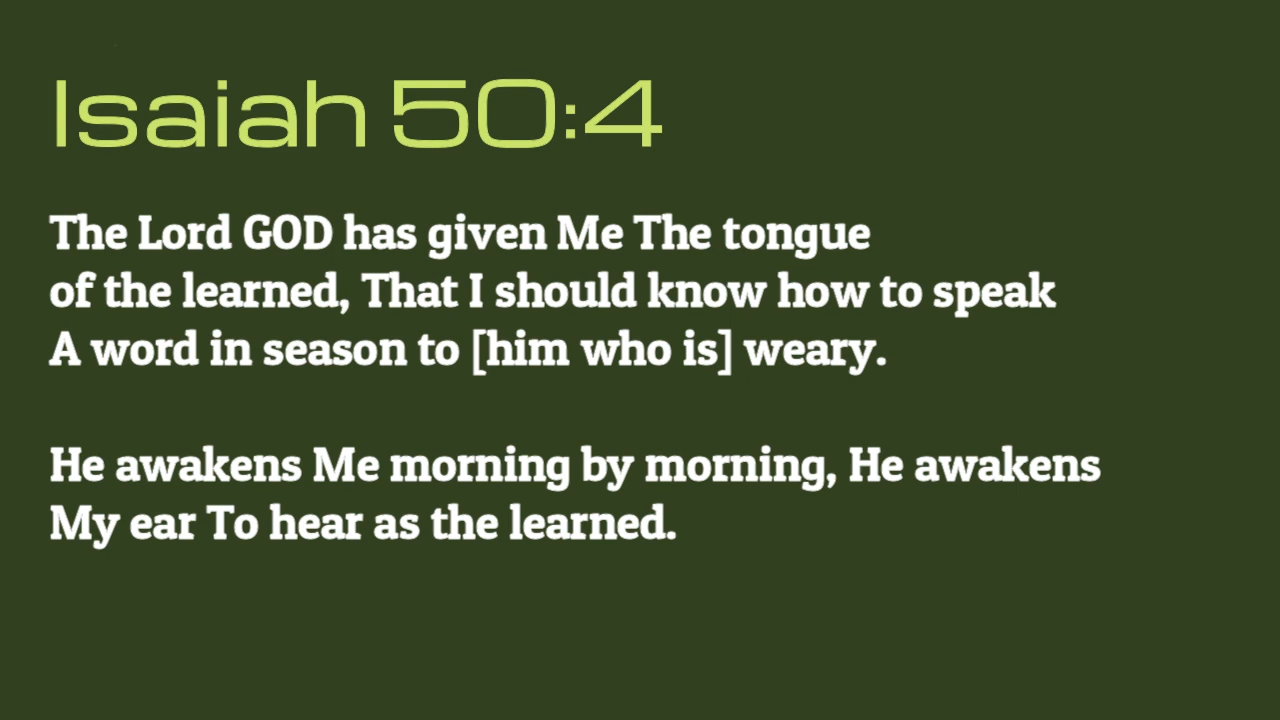 Isaiah 50:4
The Lord GOD has given Me The tongue
of the learned, That I should know how to speak
A word in season to [him who is] weary.
He awakens Me morning by morning, He awakens
My ear To hear as the learned.